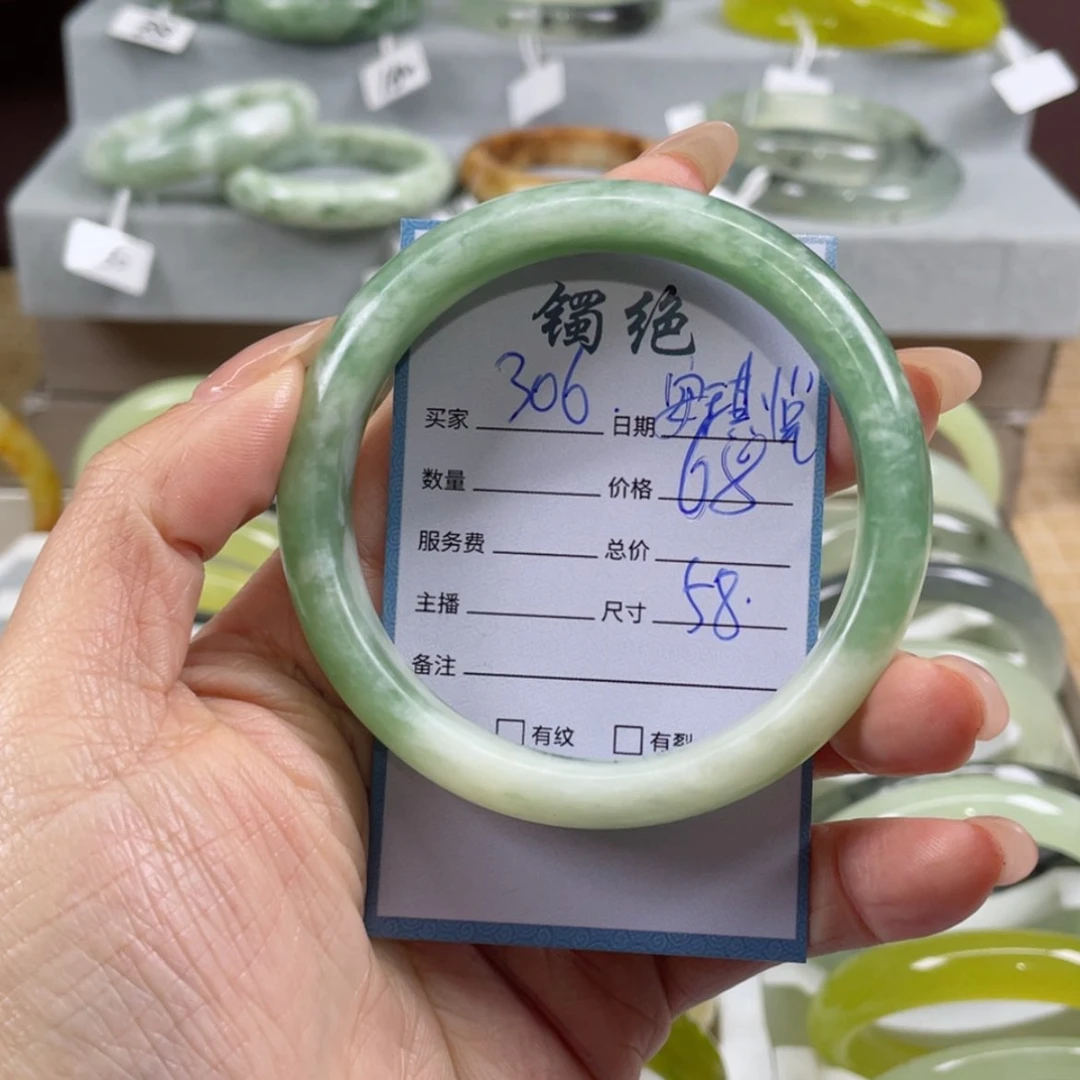 镯绝
买家 306. 日期
数量 价格 68
服务费 总价
主播 尺寸 58.
备注
有纹 有裂